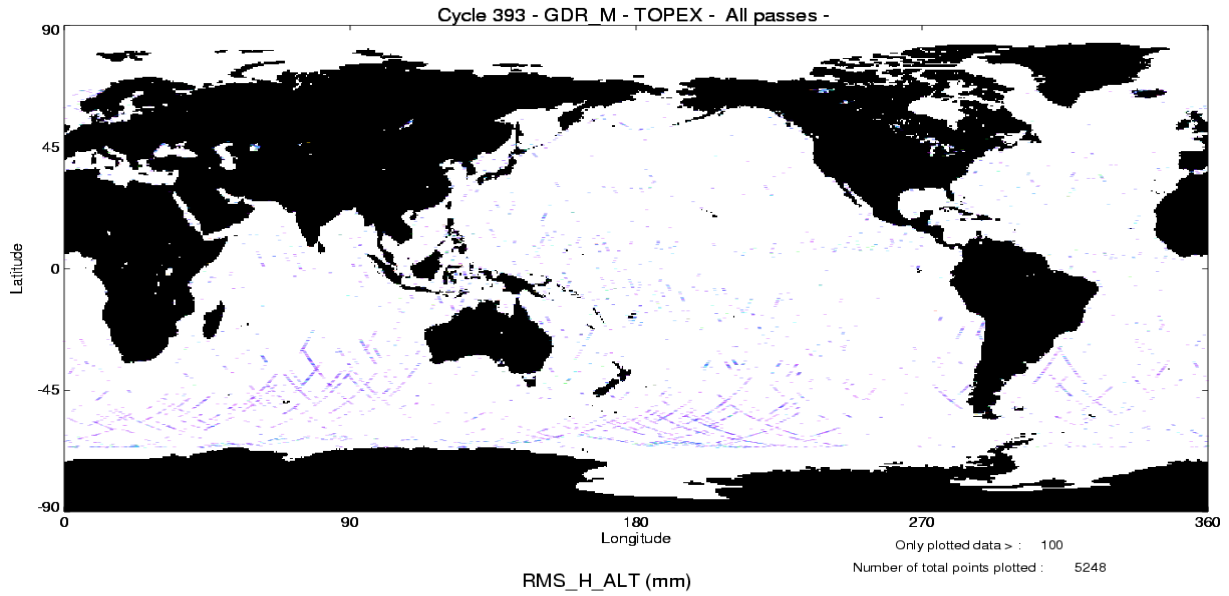 Cycle 393 - GDR_M - TOPEX - All passes -
90
45
0
-45
-90
Latitude
0 90 180 270 360
Longitude
Only plotted data > : 100
Number of total points plotted : 5248
RMS_H_ALT (mm)